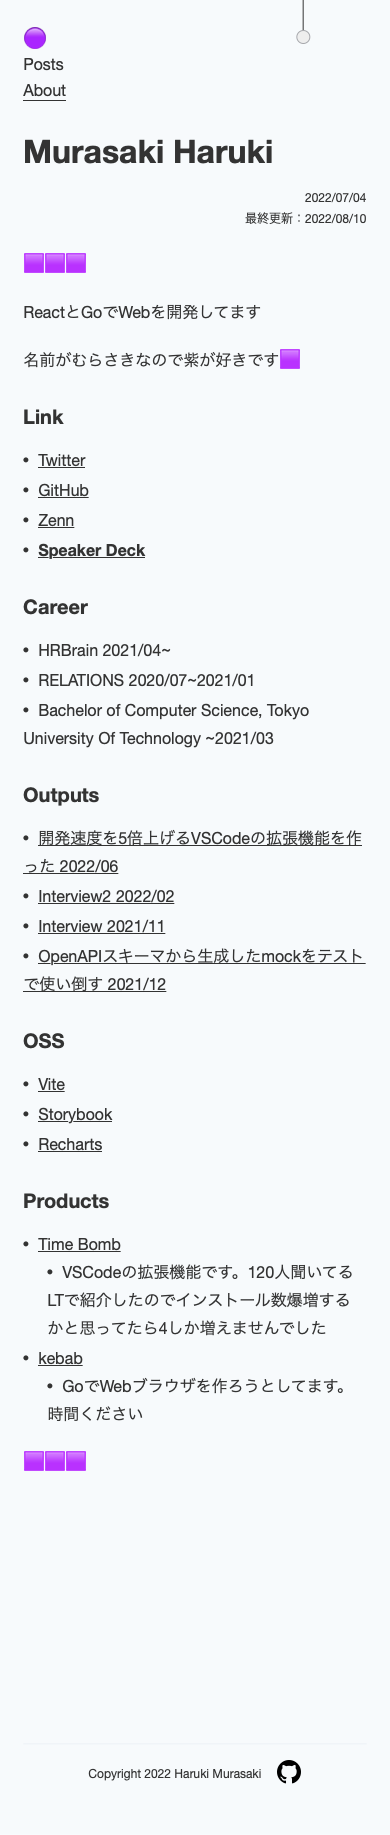 Posts
About
Murasaki Haruki
2022/07/04
最終更新：2022/08/10
🟪🟪🟪
ReactとGoでWebを開発してます
名前がむらさきなので紫が好きです🟪
Link
• Twitter
• GitHub
• Zenn
• Speaker Deck
Career
• HRBrain 2021/04~
• RELATIONS 2020/07~2021/01
• Bachelor of Computer Science, Tokyo
University Of Technology ~2021/03
Outputs
• 開発速度を5倍上げるVSCodeの拡張機能を作
った 2022/06
• Interview2 2022/02
• Interview 2021/11
• OpenAPIスキーマから生成したmockをテスト
で使い倒す 2021/12
OSS
• Vite
• Storybook
• Recharts
Products
• Time Bomb
• VSCodeの拡張機能です。120人聞いてる
LTで紹介したのでインストール数爆増する
かと思ってたら4しか増えませんでした
• kebab
• GoでWebブラウザを作ろうとしてます。
時間ください
🟪🟪🟪
Copyright 2022 Haruki Murasaki